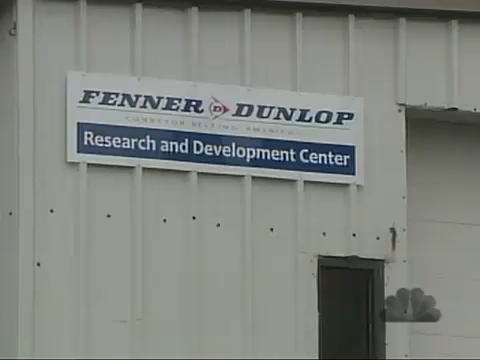 FENNER D DUNLOP
CONVEYOR BELTING AMERICAS
Research and Development Center